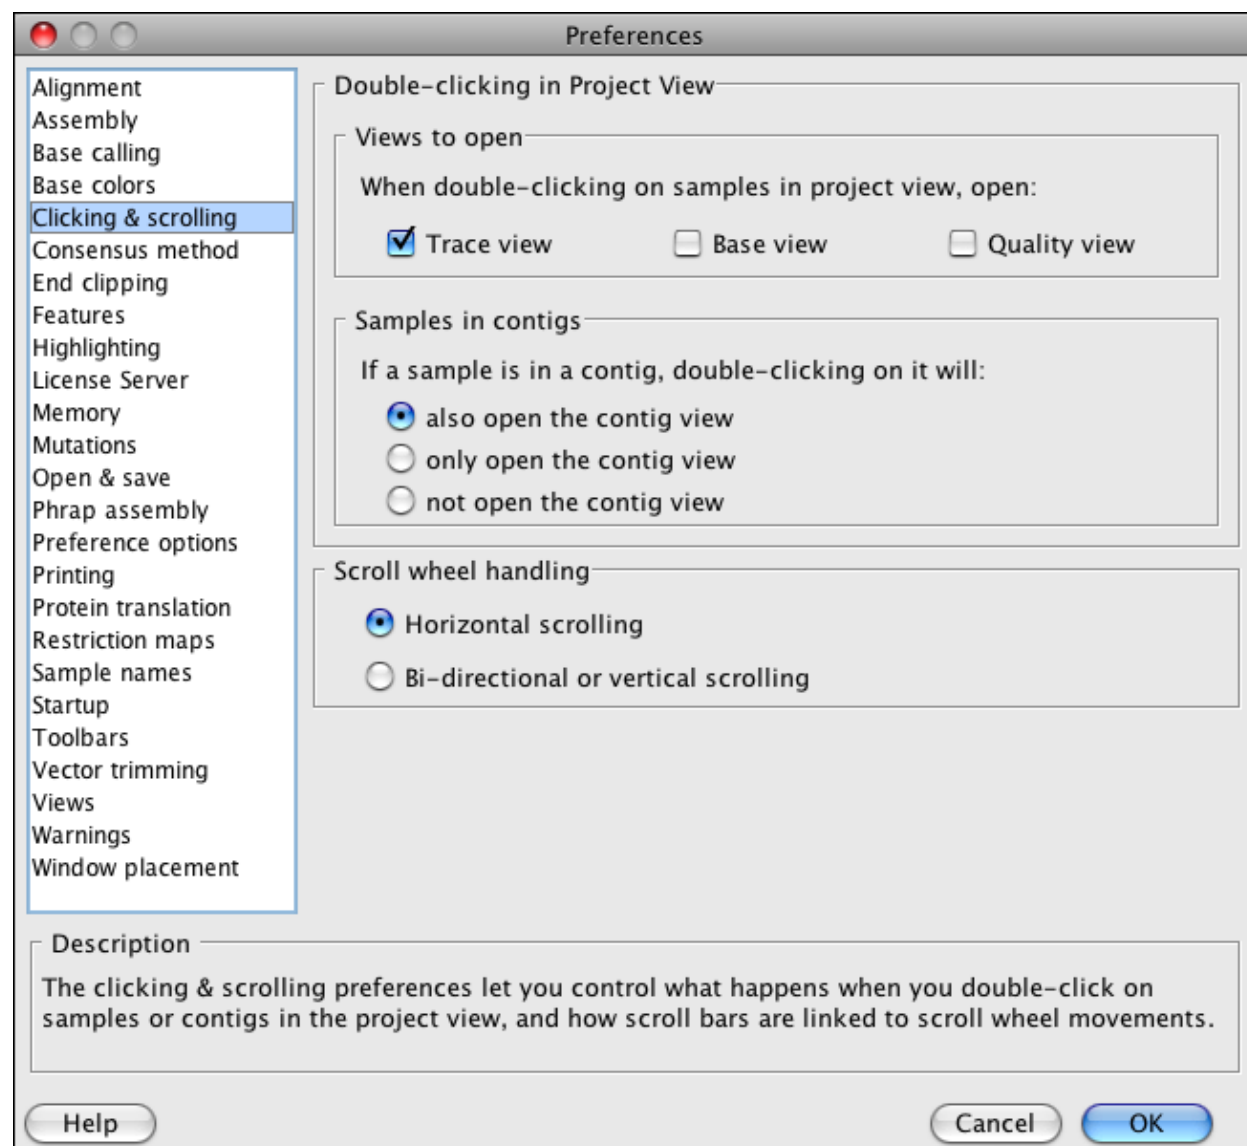 Preferences
Alignment
Assembly
Base calling
Base colors
Clicking & scrolling
Consensus method
End clipping
Features
Highlighting
License Server
Memory
Mutations
Open & save
Phrap assembly
Preference options
Printing
Protein translation
Restriction maps
Sample names
Startup
Toolbars
Vector trimming
Views
Warnings
Window placement
Double-clicking in Project View
Views to open
When double-clicking on samples in project view, open:
Trace view Base view Quality view
Samples in contigs
If a sample is in a contig, double-clicking on it will:
also open the contig view
only open the contig view
not open the contig view
Scroll wheel handling
Horizontal scrolling
Bi-directional or vertical scrolling
Description
The clicking & scrolling preferences let you control what happens when you double-click on
samples or contigs in the project view, and how scroll bars are linked to scroll wheel movements.
Help Cancel OK